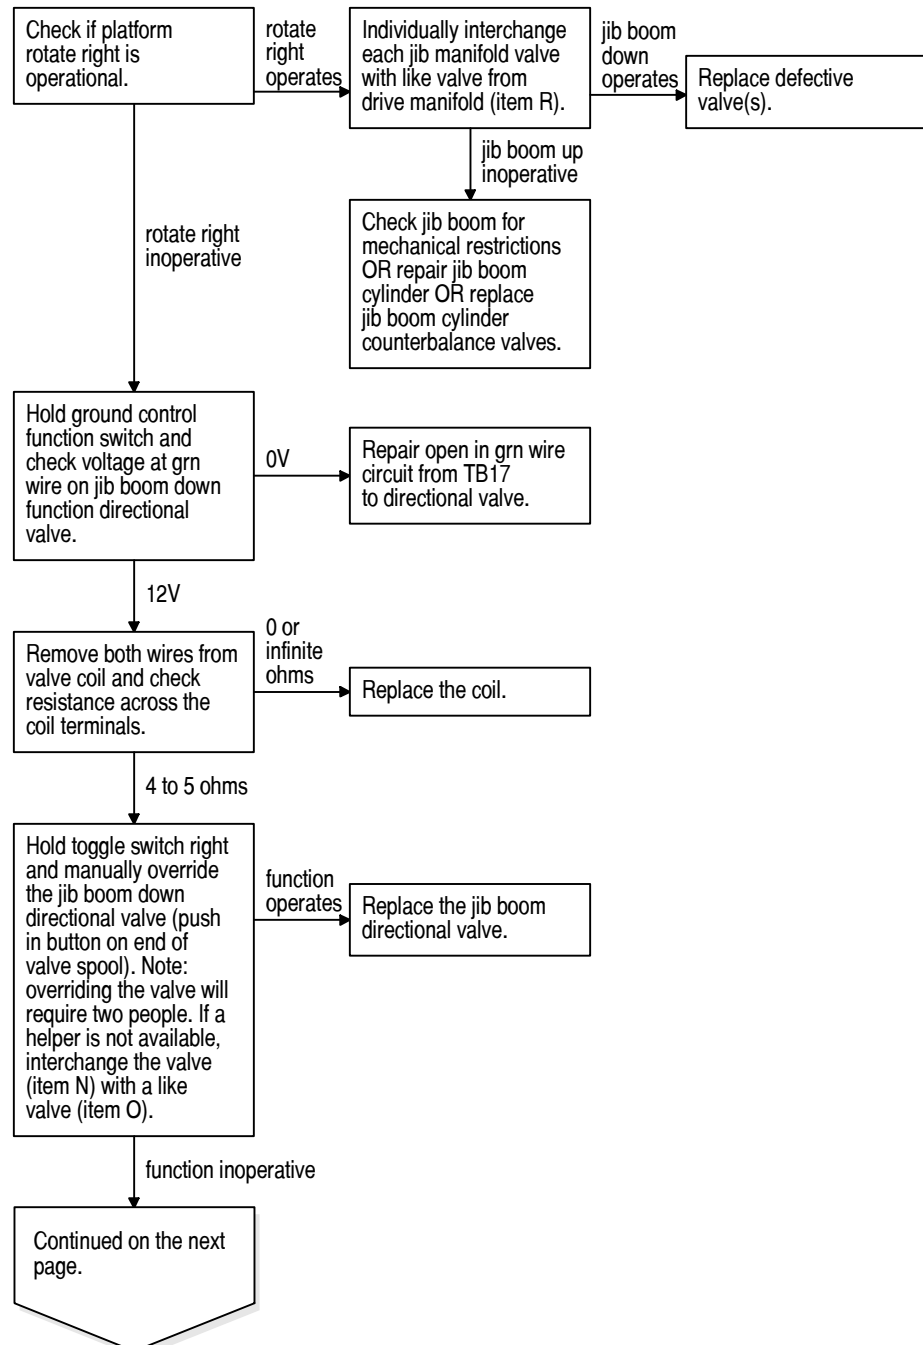 Check if platform
rotate right is
operational.
rotate
right
operates
Individually interchange
each jib manifold valve
with like valve from
drive manifold (item R).
jib boom
down
operates
Replace defective
valve(s).
jib boom up
inoperative
Check jib boom for
mechanical restrictions
OR repair jib boom
cylinder OR replace
jib boom cylinder
counterbalance valves.
rotate right
inoperative
Hold ground control
function switch and
check voltage at grn
wire on jib boom down
function directional
valve.
0V
Repair open in grn wire
circuit from TB17
to directional valve.
12V
Remove both wires from
valve coil and check
resistance across the
coil terminals.
0 or
infinite
ohms
Replace the coil.
4 to 5 ohms
Hold toggle switch right
and manually override
the jib boom down
directional valve (push
in button on end of
valve spool). Note:
overriding the valve will
require two people. If a
helper is not available,
interchange the valve
(item N) with a like
valve (item O).
function
operates
Replace the jib boom
directional valve.
function inoperative
Continued on the next
page.